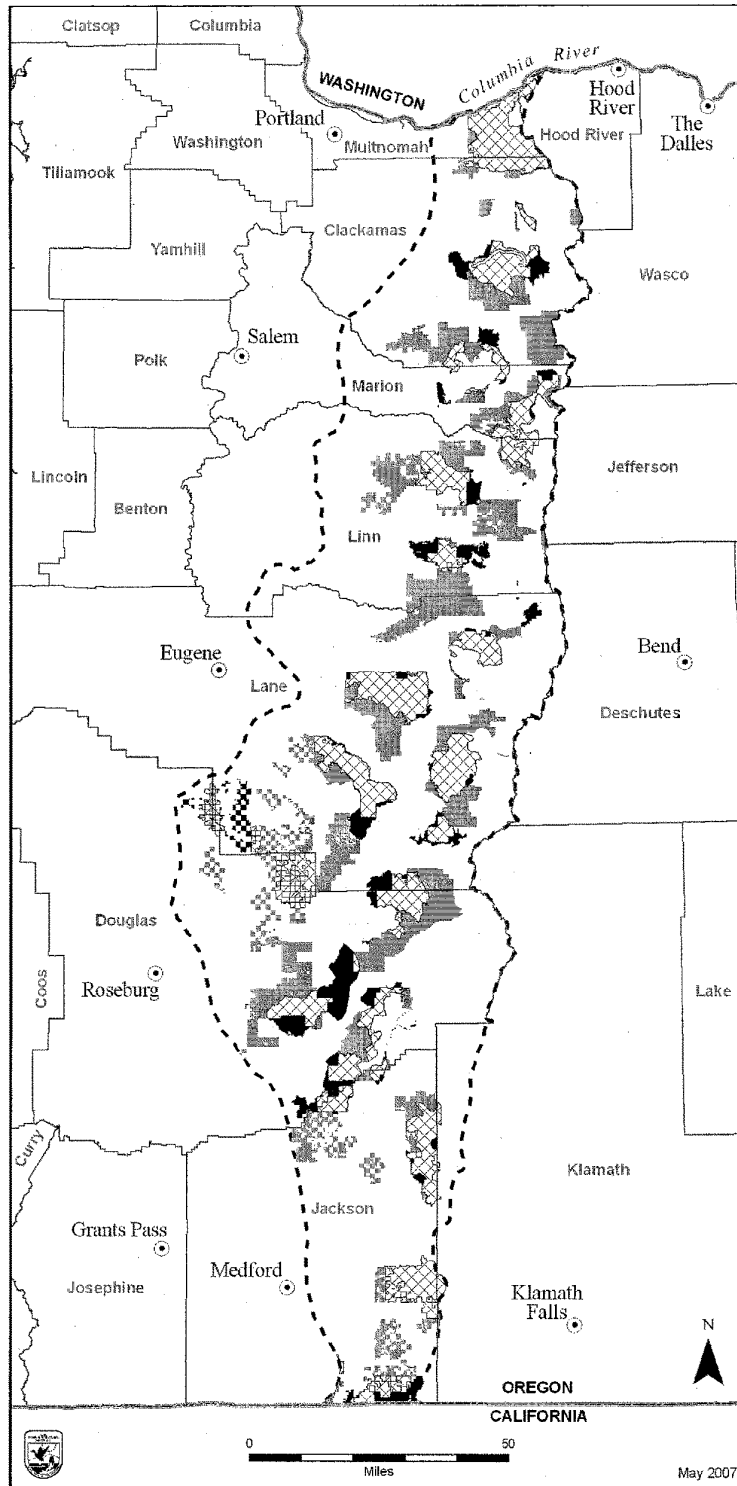 Clatsop
Columbia
WASHINGTON
Columbia River
Hood
River
Portland
The
Dalles
Washington
Multnomah
Hood River
Tillamook
Clackamas
Yamhill
Wasco
Salem
Polk
Marion
Lincoln
Jefferson
Benton
Linn
Eugene
Bend
Lane
Deschutes
Douglas
Roseburg
Coos
Lake
Curry
Klamath
Jackson
Grants Pass
Medford
Klamath
Falls
Josephine
N
OREGON
CALIFORNIA
0
50
Miles
May 2007